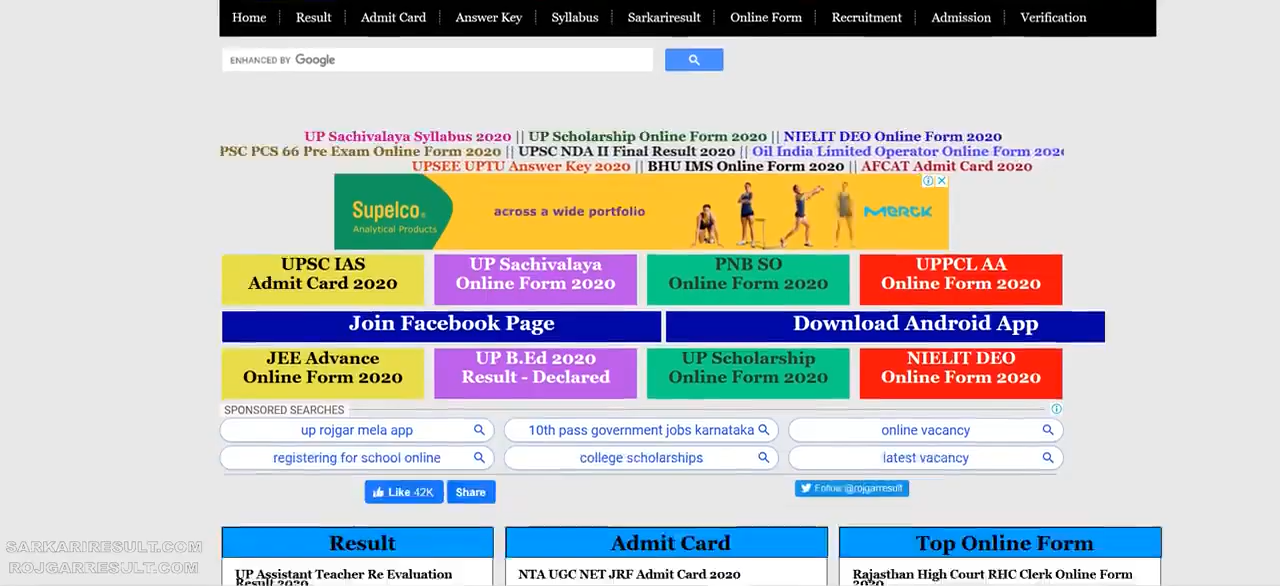 Home Result Admit Card Answer Key Syllabus Sarkariresult Online Form Recruitment Admission Verification
ENHANCED BY Google
UP Sachivalaya Syllabus 2020 || UP Scholarship Online Form 2020 || NIELIT DEO Online Form 2020
PSC PCS 66 Pre Exam Online Form 2020 || UPSC NDA II Final Result 2020 || Oil India Limited Operator Online Form 202
UPSEE UPTU Answer Key 2020 || BHU IMS Online Form 2020 || AFCAT Admit Card 2020
Supelco®
Analytical Products
across a wide portfolio
MERCK
UPSC IAS
Admit Card 2020
UP Sachivalaya
Online Form 2020
PNB SO
Online Form 2020
UPPCL AA
Online Form 2020
Join Facebook Page
Download Android App
JEE Advance
Online Form 2020
UP B.Ed 2020
Result - Declared
UP Scholarship
Online Form 2020
NIELIT DEO
Online Form 2020
SPONSORED SEARCHES
up rojgar mela app
10th pass government jobs karnataka
online vacancy
registering for school online
college scholarships
latest vacancy
Like 42K
Share
Follow @rojgarresult
Result
Admit Card
Top Online Form
UP Assistant Teacher Re Evaluation
Result 2020
NTA UGC NET JRF Admit Card 2020
Rajasthan High Court RHC Clerk Online Form
2020
SARKARIRESULT.COM
ROJGARRESULT.COM